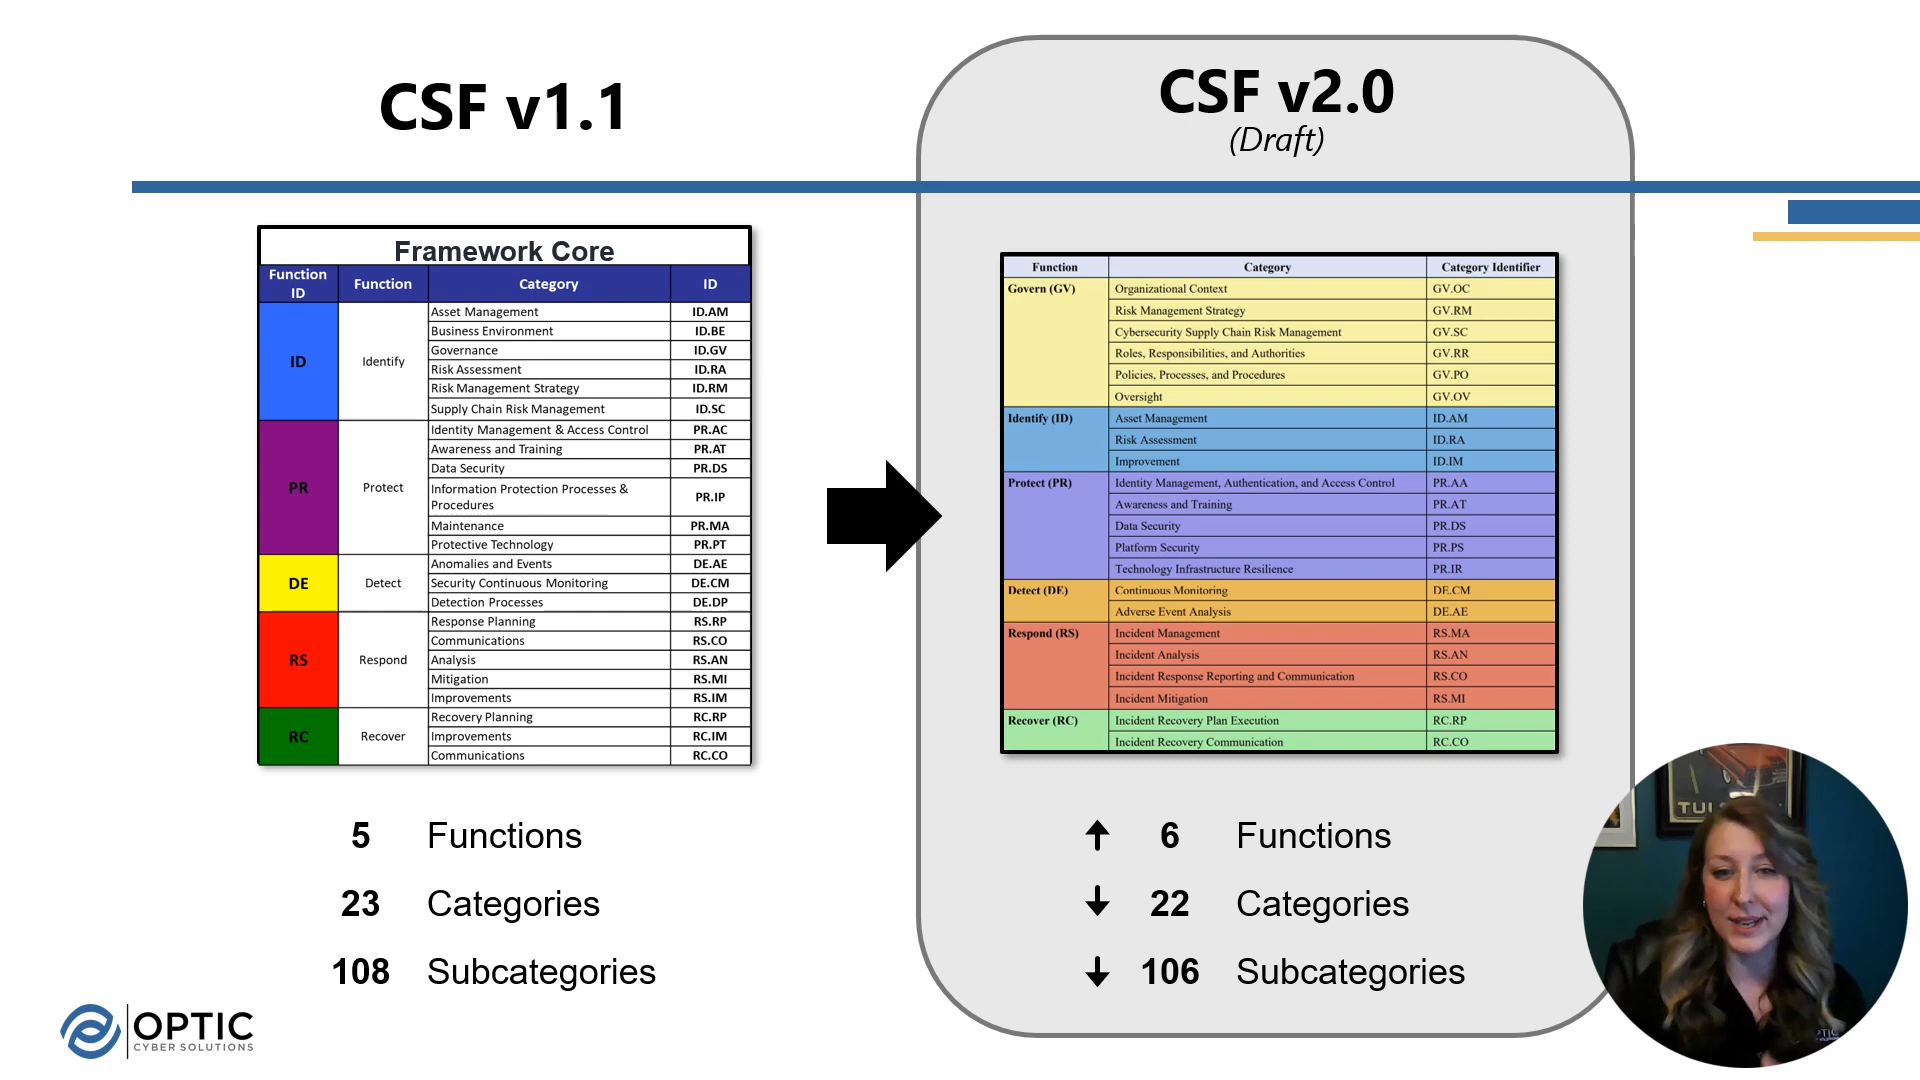 CSF v1.1
CSF v2.0
(Draft)
Framework Core
Function ID Function Category ID
ID Identify
Asset Management ID.AM
Business Environment ID.BE
Governance ID.GV
Risk Assessment ID.RA
Risk Management Strategy ID.RM
Supply Chain Risk Management ID.SC
PR Protect
Identity Management & Access Control PR.AC
Awareness and Training PR.AT
Data Security PR.DS
Information Protection Processes &
Procedures PR.IP
Maintenance PR.MA
Protective Technology PR.PT
DE Detect
Anomalies and Events DE.AE
Security Continuous Monitoring DE.CM
Detection Processes DE.DP
RS Respond
Response Planning RS.RP
Communications RS.CO
Analysis RS.AN
Mitigation RS.MI
Improvements RS.IM
RC Recover
Recovery Planning RC.RP
Improvements RC.IM
Communications RC.CO
Function Category Category Identifier
Govern (GV) Organizational Context GV.OC
Risk Management Strategy GV.RM
Cybersecurity Supply Chain Risk Management GV.SC
Roles, Responsibilities, and Authorities GV.RR
Policies, Processes, and Procedures GV.PO
Oversight GV.OV
Identify (ID) Asset Management ID.AM
Risk Assessment ID.RA
Improvement ID.IM
Protect (PR) Identity Management, Authentication, and Access Control PR.AA
Awareness and Training PR.AT
Data Security PR.DS
Platform Security PR.PS
Technology Infrastructure Resilience PR.IR
Detect (DE) Continuous Monitoring DE.CM
Adverse Event Analysis DE.AE
Respond (RS) Incident Management RS.MA
Incident Analysis RS.AN
Incident Response Reporting and Communication RS.CO
Incident Mitigation RS.MI
Recover (RC) Incident Recovery Plan Execution RC.RP
Incident Recovery Communication RC.CO
5 Functions
23 Categories
108 Subcategories
↑ 6 Functions
↓ 22 Categories
↓ 106 Subcategories
OPTIC
CYBER SOLUTIONS